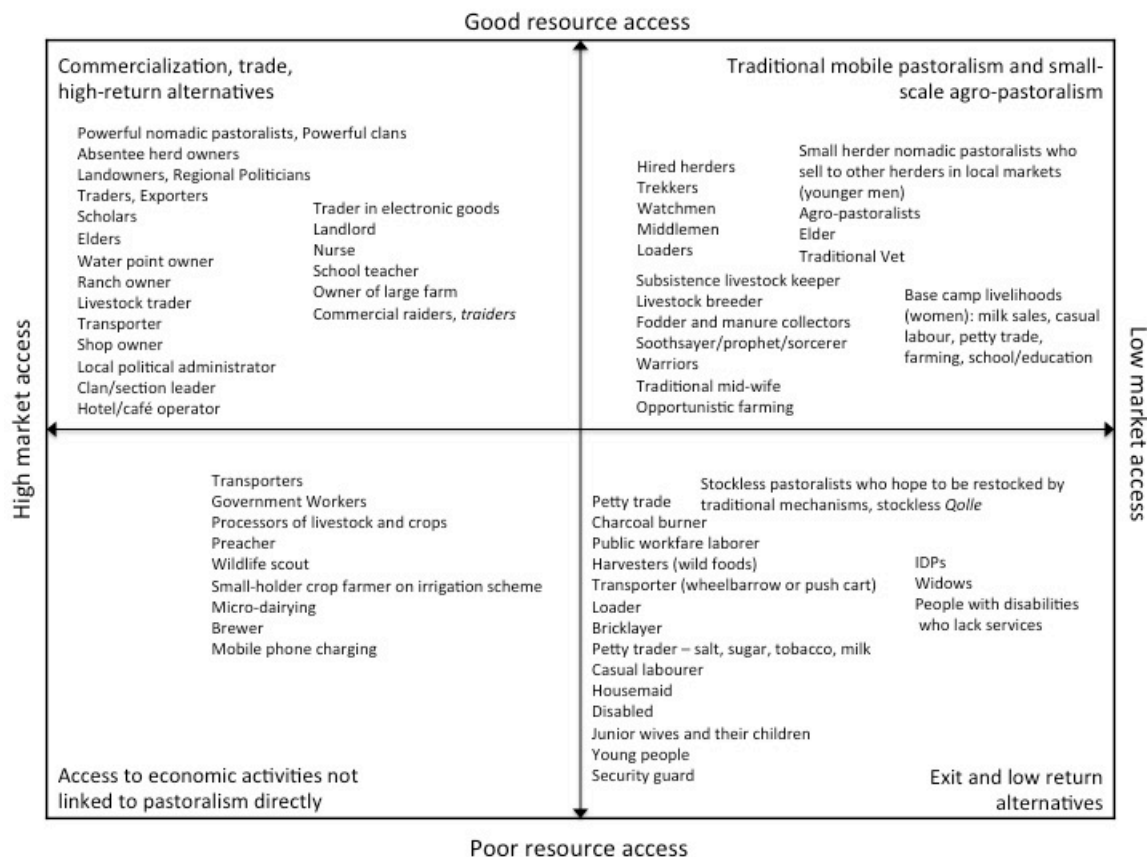 Good resource access
Commercialization, trade,
high-return alternatives
Powerful nomadic pastoralists, Powerful clans
Absentee herd owners
Landowners, Regional Politicians
Traders, Exporters
Scholars
Elders
Water point owner
Ranch owner
Livestock trader
Transporter
Shop owner
Local political administrator
Clan/section leader
Hotel/café operator
Trader in electronic goods
Landlord
Nurse
School teacher
Owner of large farm
Commercial raiders, traiders
Traditional mobile pastoralism and small-
scale agro-pastoralism
Hired herders
Trekkers
Watchmen
Middlemen
Loaders
Subsistence livestock keeper
Livestock breeder
Fodder and manure collectors
Soothsayer/prophet/sorcerer
Warriors
Traditional mid-wife
Opportunistic farming
Small herder nomadic pastoralists who
sell to other herders in local markets
(younger men)
Agro-pastoralists
Elder
Traditional Vet
Base camp livelihoods
(women): milk sales, casual
labour, petty trade,
farming, school/education
High market access
Low market access
Transporters
Government Workers
Processors of livestock and crops
Preacher
Wildlife scout
Small-holder crop farmer on irrigation scheme
Micro-dairying
Brewer
Mobile phone charging
Access to economic activities not
linked to pastoralism directly
Stockless pastoralists who hope to be restocked by
traditional mechanisms, stockless Qolle
Petty trade
Charcoal burner
Public workfare laborer
Harvesters (wild foods)
Transporter (wheelbarrow or push cart)
Loader
Bricklayer
Petty trader – salt, sugar, tobacco, milk
Casual labourer
Housemaid
Disabled
Junior wives and their children
Young people
Security guard
IDPs
Widows
People with disabilities
who lack services
Exit and low return
alternatives
Poor resource access